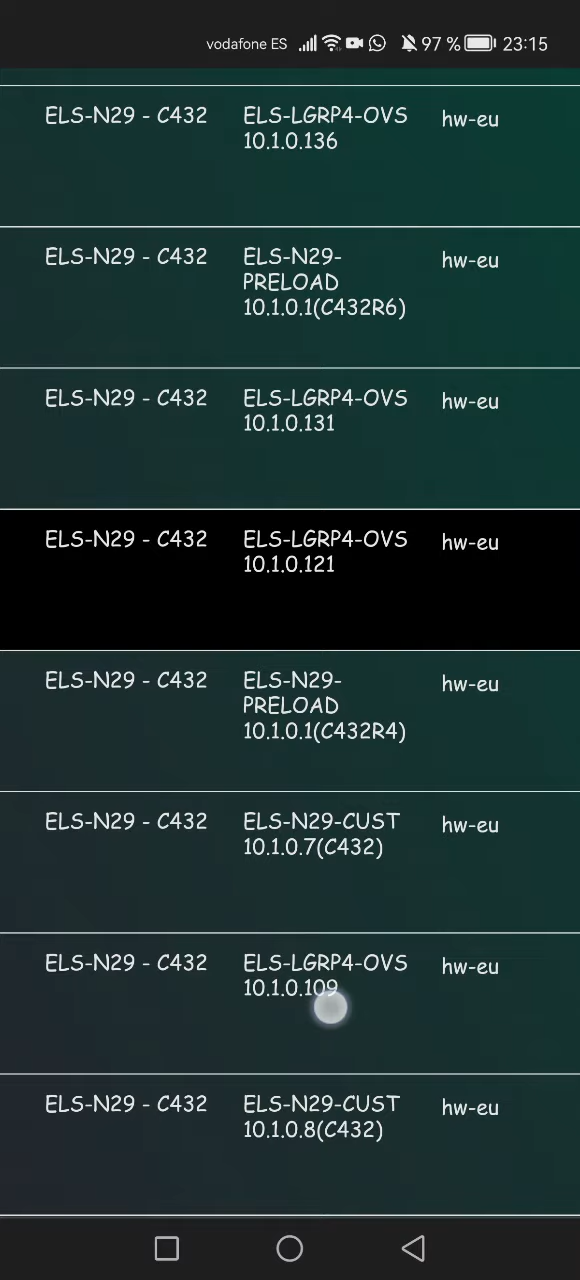 vodafone ES 97 % 23:15
ELS-N29 - C432 ELS-LGRP4-OVS hw-eu
10.1.0.136
ELS-N29 - C432 ELS-N29- hw-eu
PRELOAD
10.1.0.1(C432R6)
ELS-N29 - C432 ELS-LGRP4-OVS hw-eu
10.1.0.131
ELS-N29 - C432 ELS-LGRP4-OVS hw-eu
10.1.0.121
ELS-N29 - C432 ELS-N29- hw-eu
PRELOAD
10.1.0.1(C432R4)
ELS-N29 - C432 ELS-N29-CUST hw-eu
10.1.0.7(C432)
ELS-N29 - C432 ELS-LGRP4-OVS hw-eu
10.1.0.109
ELS-N29 - C432 ELS-N29-CUST hw-eu
10.1.0.8(C432)